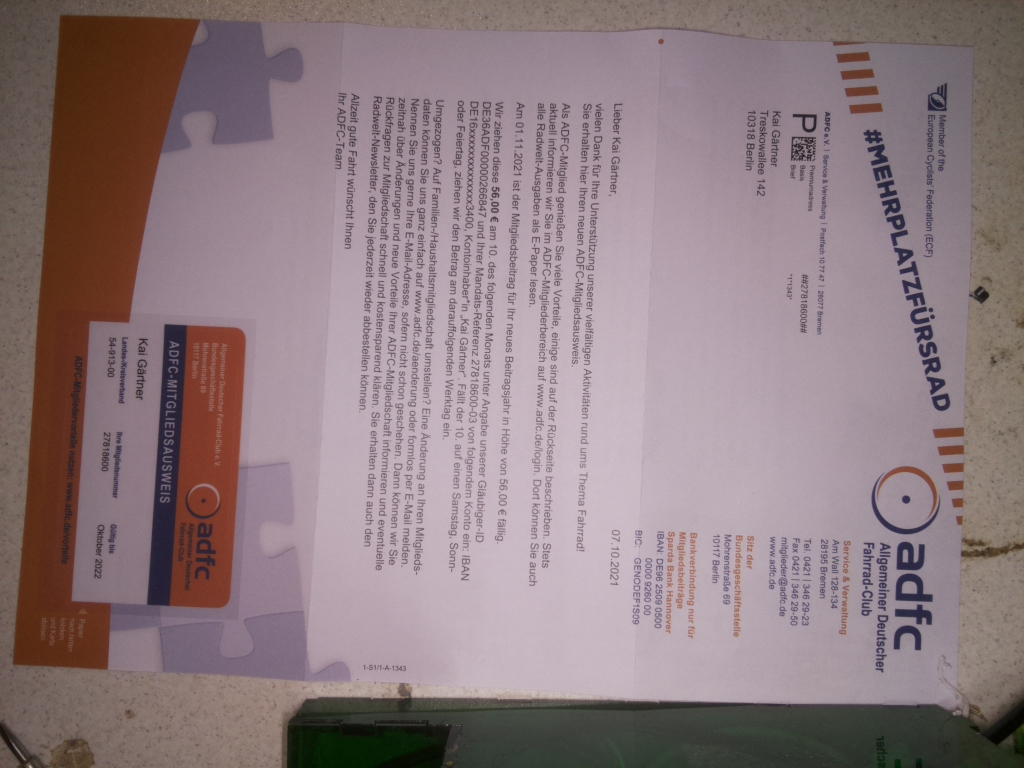 Member of the
European Cyclists' Federation (ECF)
#MEHRPLATZFÜRSRAD
adfc
Allgemeiner Deutscher
Fahrrad-Club
ADFC e. V. | Service & Verwaltung | Postfach 10 77 47 | 28077 Bremen
P
Premiumadress
Basis
Brief
##27818600##
*1*1343*
Kai Gärtner
Treskowallee 142
10318 Berlin
Service & Verwaltung
Am Wall 128-134
28195 Bremen
Tel. 0421 | 346 29-23
Fax 0421 | 346 29-50
mitglieder@adfc.de
www.adfc.de
Sitz der
Bundesgeschäftsstelle
Mohrenstraße 69
10117 Berlin
Bankverbindung nur für
Mitgliedsbeiträge
Sparda Bank Hannover
IBAN: DE96 2509 0500
0000 9260 00
BIC: GENODEF1S09
07.10.2021
Lieber Kai Gärtner,
vielen Dank für Ihre Unterstützung unserer vielfältigen Aktivitäten rund ums Thema Fahrrad!
Sie erhalten hier Ihren neuen ADFC-Mitgliedsausweis.
Als ADFC-Mitglied genießen Sie viele Vorteile, einige sind auf der Rückseite beschrieben. Stets
aktuell informieren wir Sie im ADFC-Mitgliederbereich auf www.adfc.de/login. Dort können Sie auch
alle Radwelt-Ausgaben als E-Paper lesen.
Am 01.11.2021 ist der Mitgliedsbeitrag für Ihr neues Beitragsjahr in Höhe von 56,00 € fällig.
Wir ziehen diese 56,00 € am 10. des folgenden Monats unter Angabe unserer Gläubiger-ID
DE36ADF00000266847 und Ihrer Mandats-Referenz 27818600-03 von folgendem Konto ein: IBAN
DE16xxxxxxxxxxxxxx3400, Kontoinhaber*in „Kai Gärtner“. Fällt der 10. auf einen Samstag, Sonn-
oder Feiertag, ziehen wir den Betrag am darauffolgenden Werktag ein.
Umgezogen? Auf Familien-/Haushaltsmitgliedschaft umstellen? Eine Änderung an Ihren Mitglieds-
daten können Sie uns ganz einfach auf www.adfc.de/aenderung oder formlos per E-Mail melden.
Nennen Sie uns gerne Ihre E-Mail-Adresse, sofern nicht schon geschehen. Dann können wir Sie
zeitnah über Änderungen und neue Vorteile Ihrer ADFC-Mitgliedschaft informieren und eventuelle
Rückfragen zur Mitgliedschaft schnell und kostensparend klären. Sie erhalten dann auch den
Radwelt-Newsletter, den Sie jederzeit wieder abbestellen können.
Allzeit gute Fahrt wünscht Ihnen
Ihr ADFC-Team
1-S1/1-A-1343
Allgemeiner Deutscher Fahrrad-Club e. V.
Bundesgeschäftsstelle
Mohrenstraße 69
10117 Berlin
adfc
Allgemeiner Deutscher
Fahrrad-Club
ADFC-MITGLIEDSAUSWEIS
Kai Gärtner
Landes-/Kreisverband
54-913-00
Ihre Mitgliedsnummer
27818600
Gültig bis
Oktober 2022
ADFC-Mitgliedervorteile nutzen: www.adfc.de/vorteile
Papier
nach hinten
knicken
und Karte
ablösen